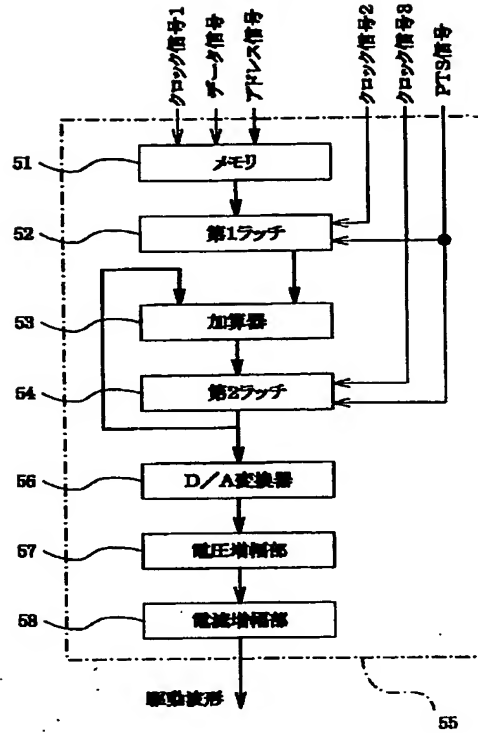 クロック信号1
データ信号
アドレス信号
クロック信号2
クロック信号3
PTS信号
51
メモリ
52
第1ラッチ
53
加算器
54
第2ラッチ
56
D/A変換器
57
電圧増幅部
58
電流増幅部
駆動波形
55